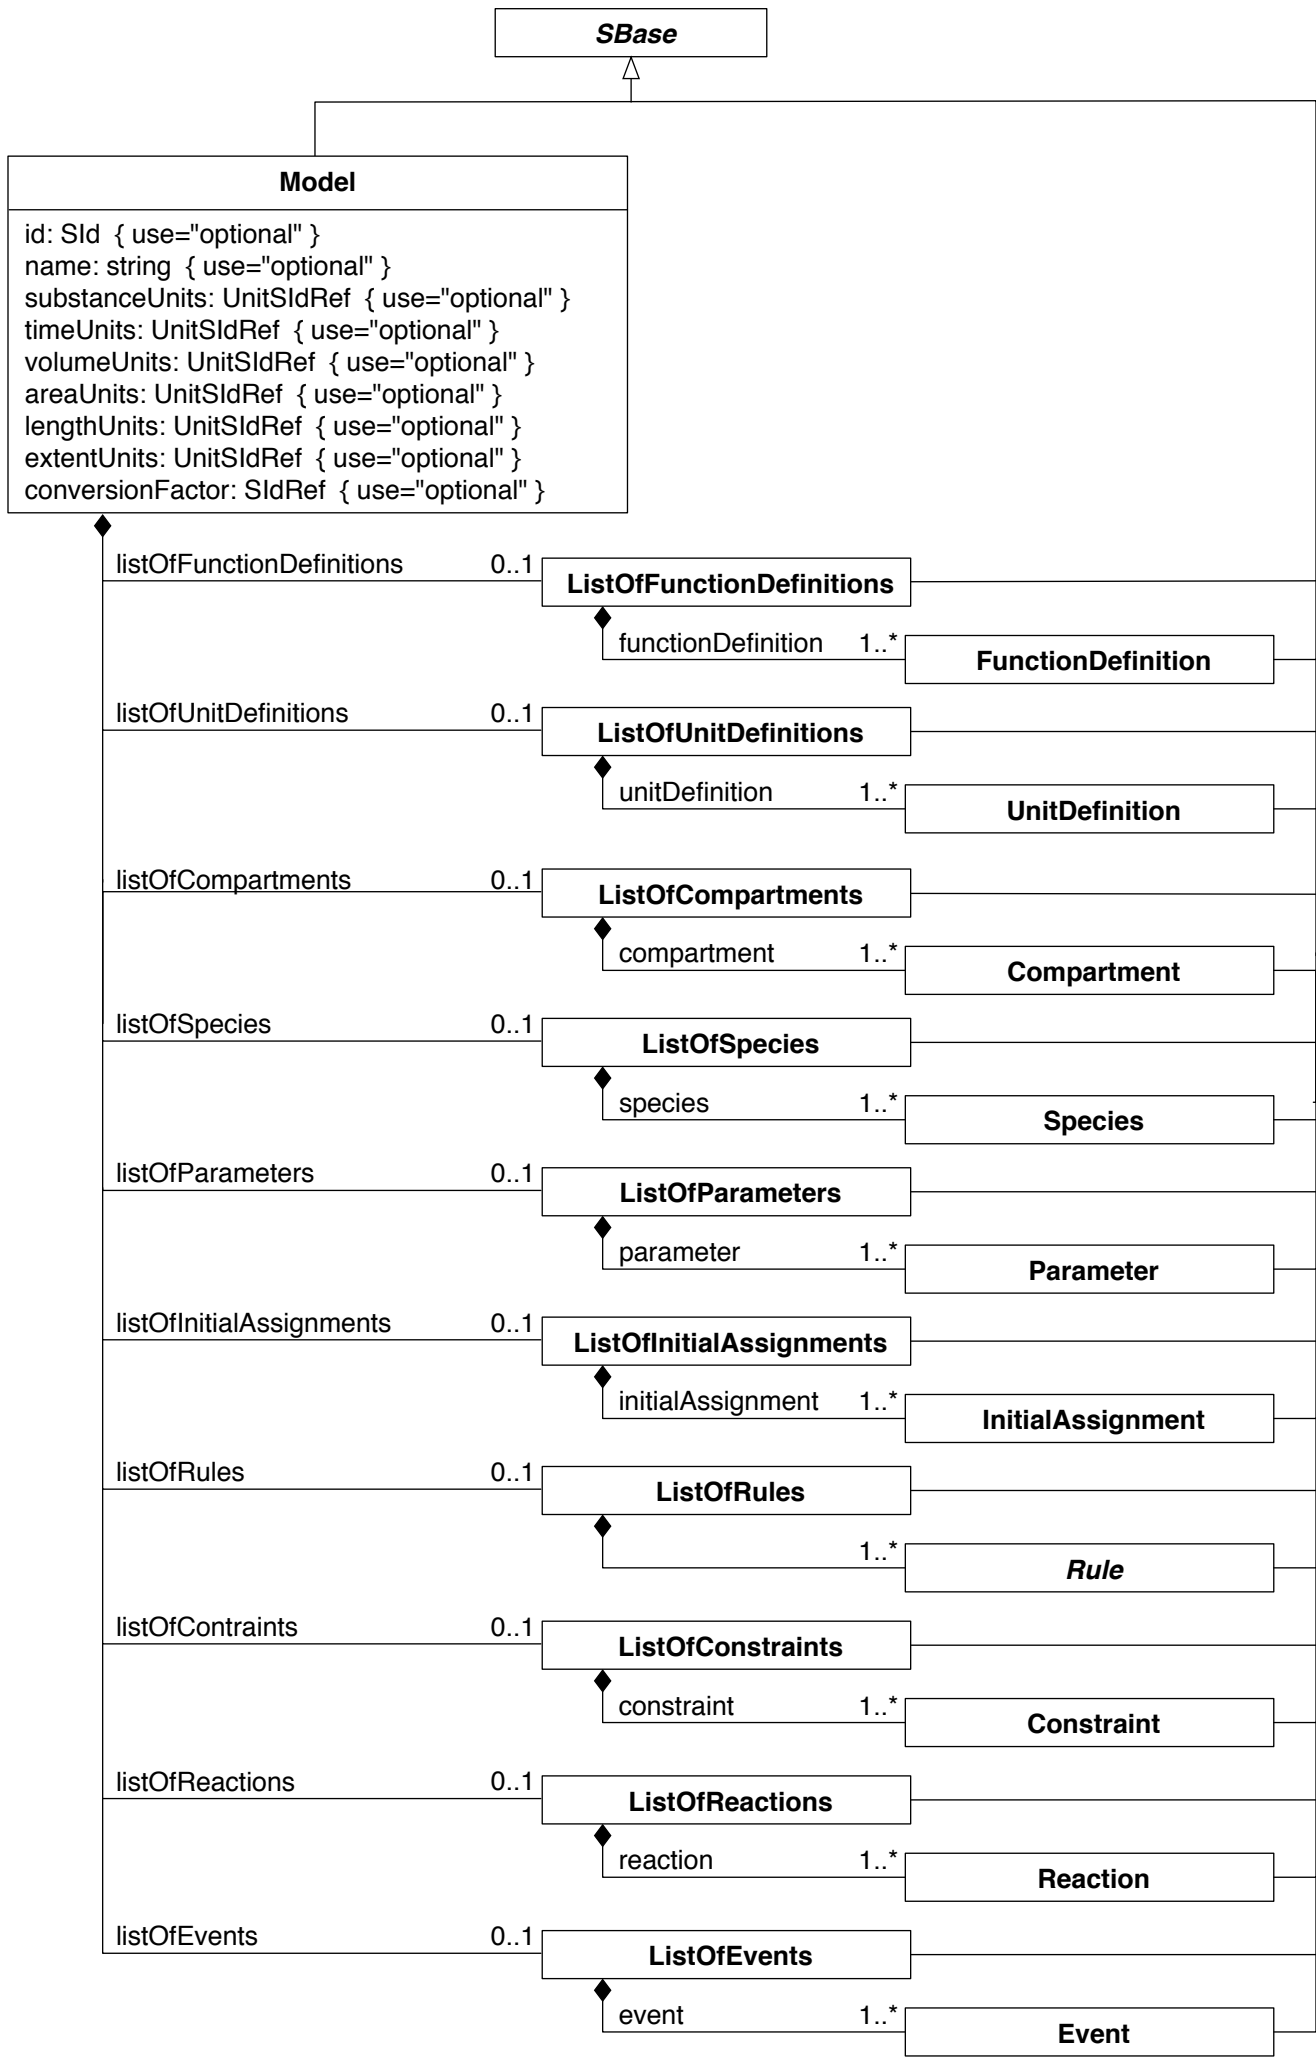 SBase
Model
id: SId { use="optional" }
name: string { use="optional" }
substanceUnits: UnitSIdRef { use="optional" }
timeUnits: UnitSIdRef { use="optional" }
volumeUnits: UnitSIdRef { use="optional" }
areaUnits: UnitSIdRef { use="optional" }
lengthUnits: UnitSIdRef { use="optional" }
extentUnits: UnitSIdRef { use="optional" }
conversionFactor: SIdRef { use="optional" }
listOfFunctionDefinitions 0..1
ListOfFunctionDefinitions
functionDefinition 1..*
FunctionDefinition
listOfUnitDefinitions 0..1
ListOfUnitDefinitions
unitDefinition 1..*
UnitDefinition
listOfCompartments 0..1
ListOfCompartments
compartment 1..*
Compartment
listOfSpecies 0..1
ListOfSpecies
species 1..*
Species
listOfParameters 0..1
ListOfParameters
parameter 1..*
Parameter
listOfInitialAssignments 0..1
ListOfInitialAssignments
initialAssignment 1..*
InitialAssignment
listOfRules 0..1
ListOfRules
1..*
Rule
listOfContraints 0..1
ListOfConstraints
constraint 1..*
Constraint
listOfReactions 0..1
ListOfReactions
reaction 1..*
Reaction
listOfEvents 0..1
ListOfEvents
event 1..*
Event